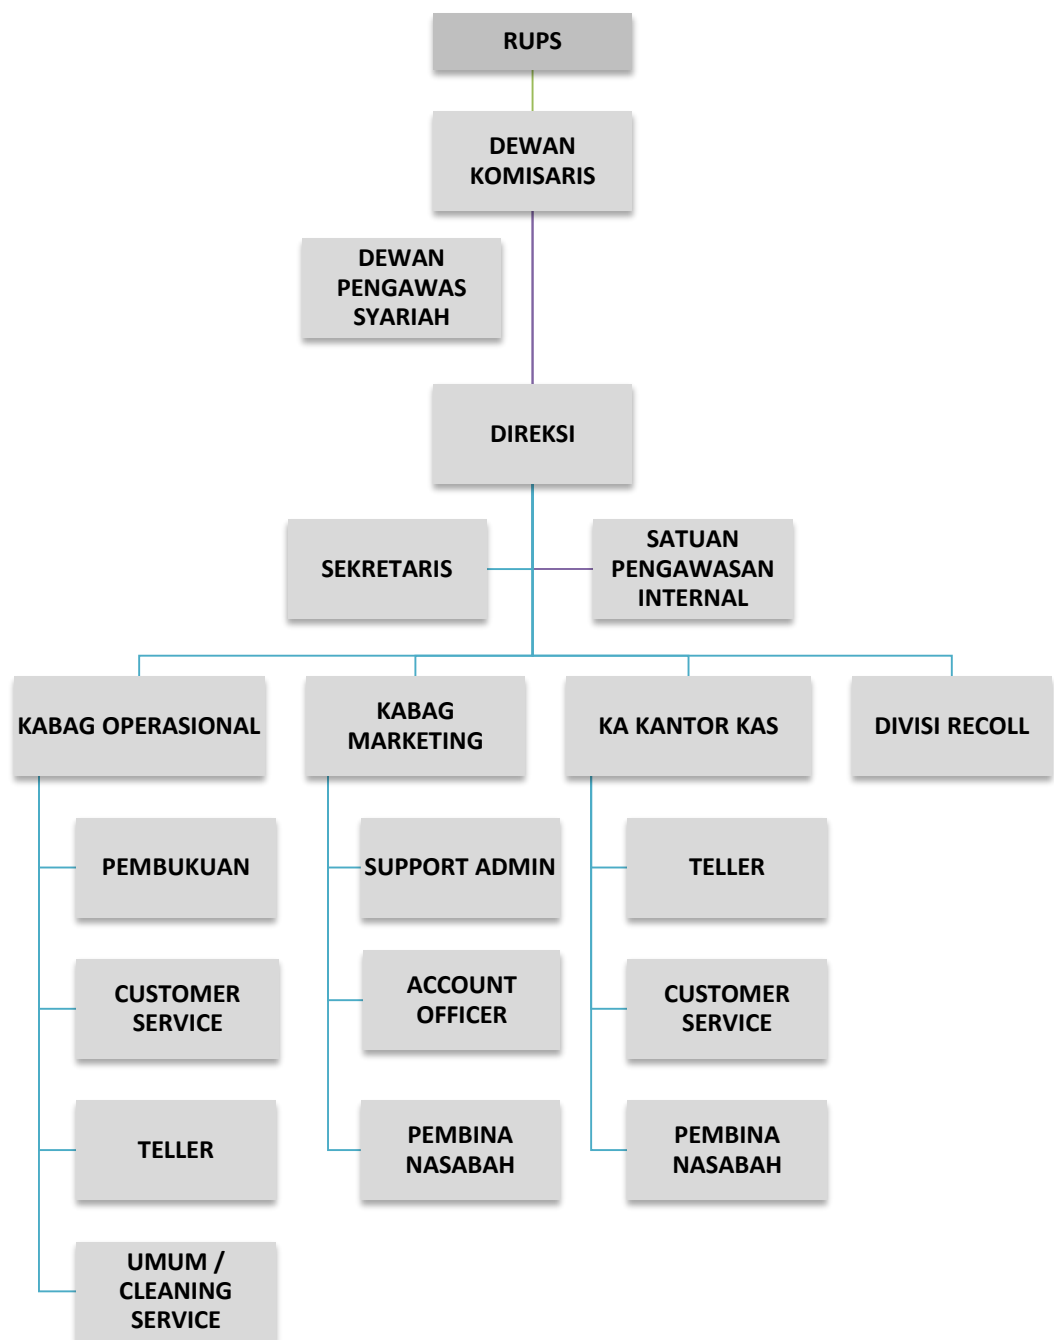 RUPS
DEWAN
KOMISARIS
DEWAN
PENGAWAS
SYARIAH
DIREKSI
SEKRETARIS
SATUAN
PENGAWASAN
INTERNAL
KABAG OPERASIONAL
KABAG
MARKETING
KA KANTOR KAS
DIVISI RECOLL
PEMBUKUAN
SUPPORT ADMIN
TELLER
CUSTOMER
SERVICE
ACCOUNT
OFFICER
CUSTOMER
SERVICE
TELLER
PEMBINA
NASABAH
PEMBINA
NASABAH
UMUM /
CLEANING
SERVICE